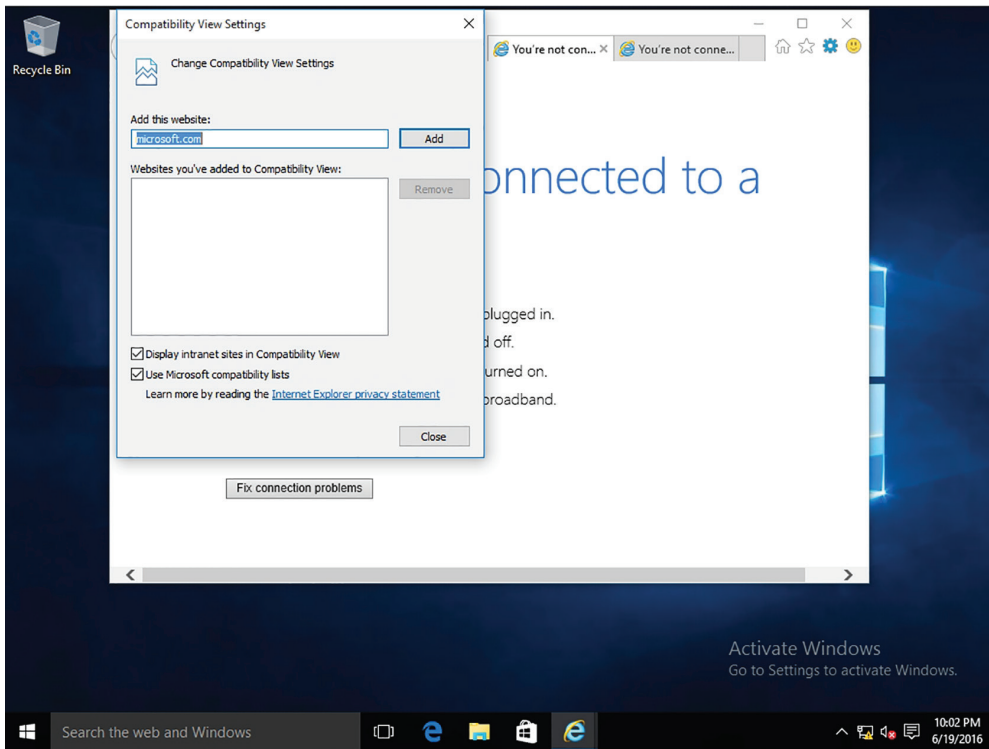 Recycle Bin
Compatibility View Settings
Change Compatibility View Settings
Add this website:
microsoft.com
Add
Websites you've added to Compatibility View:
Remove
Display intranet sites in Compatibility View
Use Microsoft compatibility lists
Learn more by reading the Internet Explorer privacy statement
Close
You're not con...
You're not conne...
onnected to a
plugged in.
d off.
urned on.
broadband.
Fix connection problems
Activate Windows
Go to Settings to activate Windows.
Search the web and Windows
10:02 PM
6/19/2016